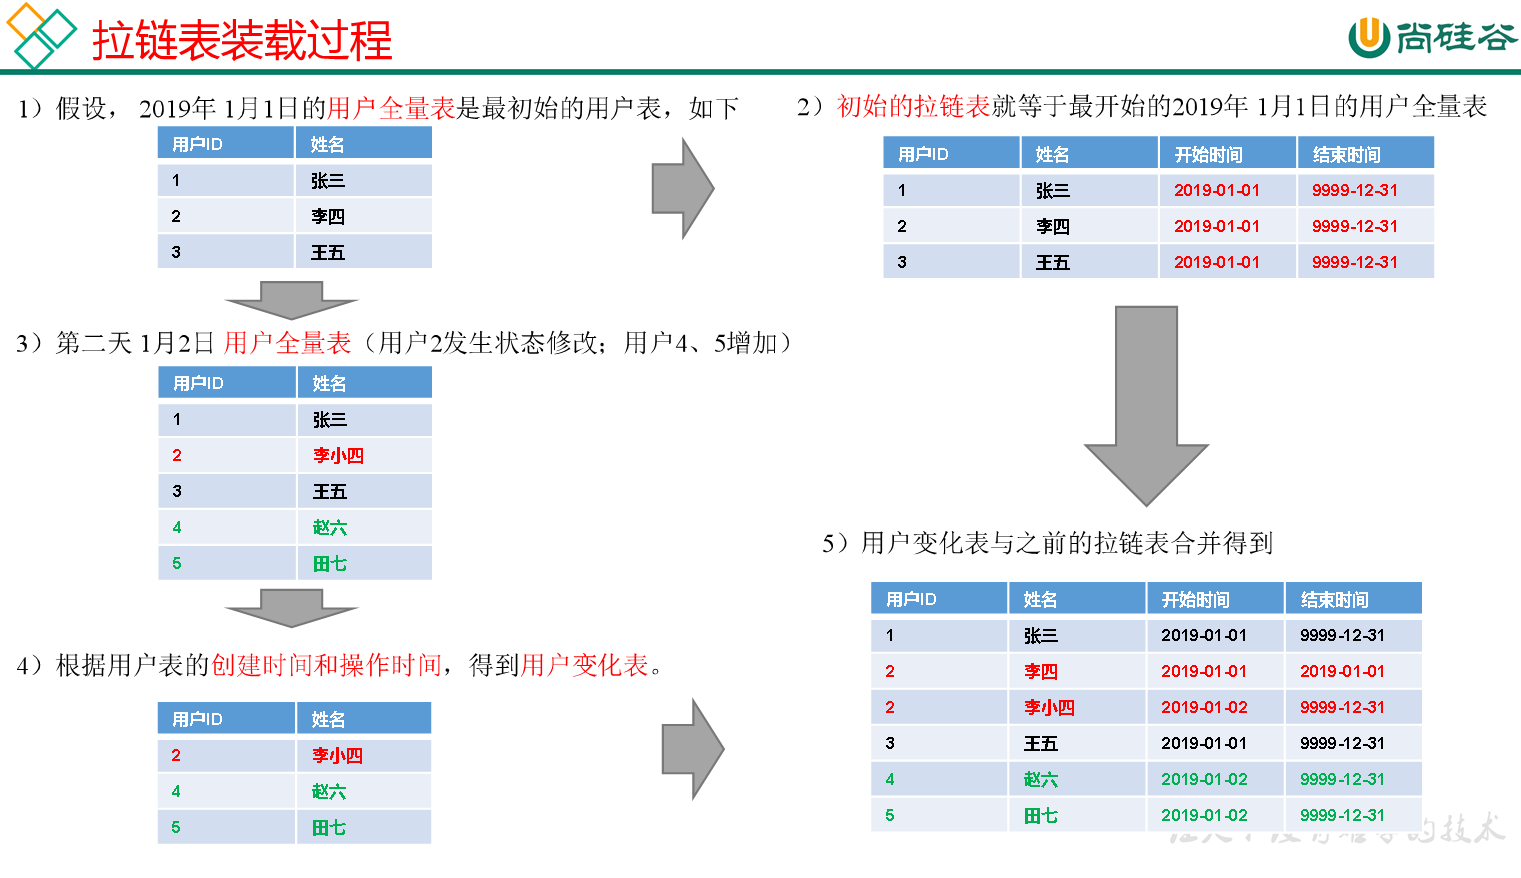 拉链表装载过程
尚硅谷
1）假设， 2019年 1月1日的用户全量表是最初始的用户表，如下
用户ID 姓名
1 张三
2 李四
3 王五
2）初始的拉链表就等于最开始的2019年 1月1日的用户全量表
用户ID 姓名 开始时间 结束时间
1 张三 2019-01-01 9999-12-31
2 李四 2019-01-01 9999-12-31
3 王五 2019-01-01 9999-12-31
3）第二天 1月2日 用户全量表（用户2发生状态修改；用户4、5增加）
用户ID 姓名
1 张三
2 李小四
3 王五
4 赵六
5 田七
4）根据用户表的创建时间和操作时间，得到用户变化表。
用户ID 姓名
2 李小四
4 赵六
5 田七
5）用户变化表与之前的拉链表合并得到
用户ID 姓名 开始时间 结束时间
1 张三 2019-01-01 9999-12-31
2 李四 2019-01-01 2019-01-01
2 李小四 2019-01-02 9999-12-31
3 王五 2019-01-01 9999-12-31
4 赵六 2019-01-02 9999-12-31
5 田七 2019-01-02 9999-12-31
的技术